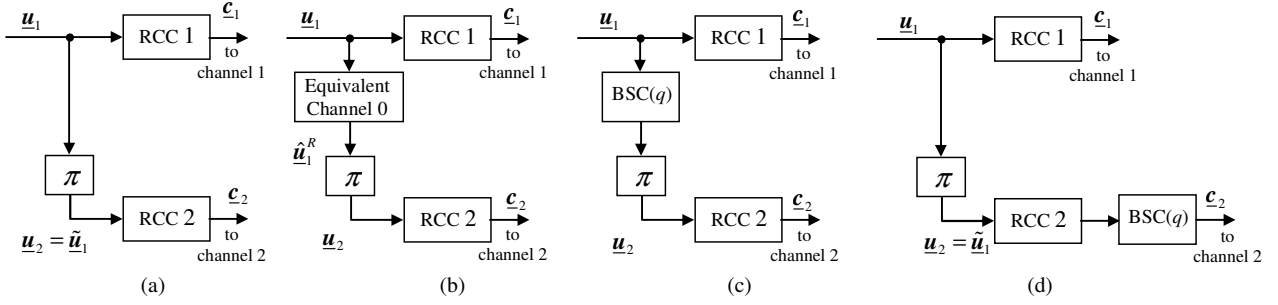 u₁ RCC 1 c₁ to channel 1
π
RCC 2 c₂ to channel 2
u₂ = ũ₁
(a)
u₁ RCC 1 c₁ to channel 1
Equivalent
Channel 0
û₁ᴿ
π
RCC 2 c₂ to channel 2
u₂
(b)
u₁ RCC 1 c₁ to channel 1
BSC(q)
π
RCC 2 c₂ to channel 2
u₂
(c)
u₁ RCC 1 c₁ to channel 1
π
RCC 2 BSC(q) c₂ to channel 2
u₂ = ũ₁
(d)